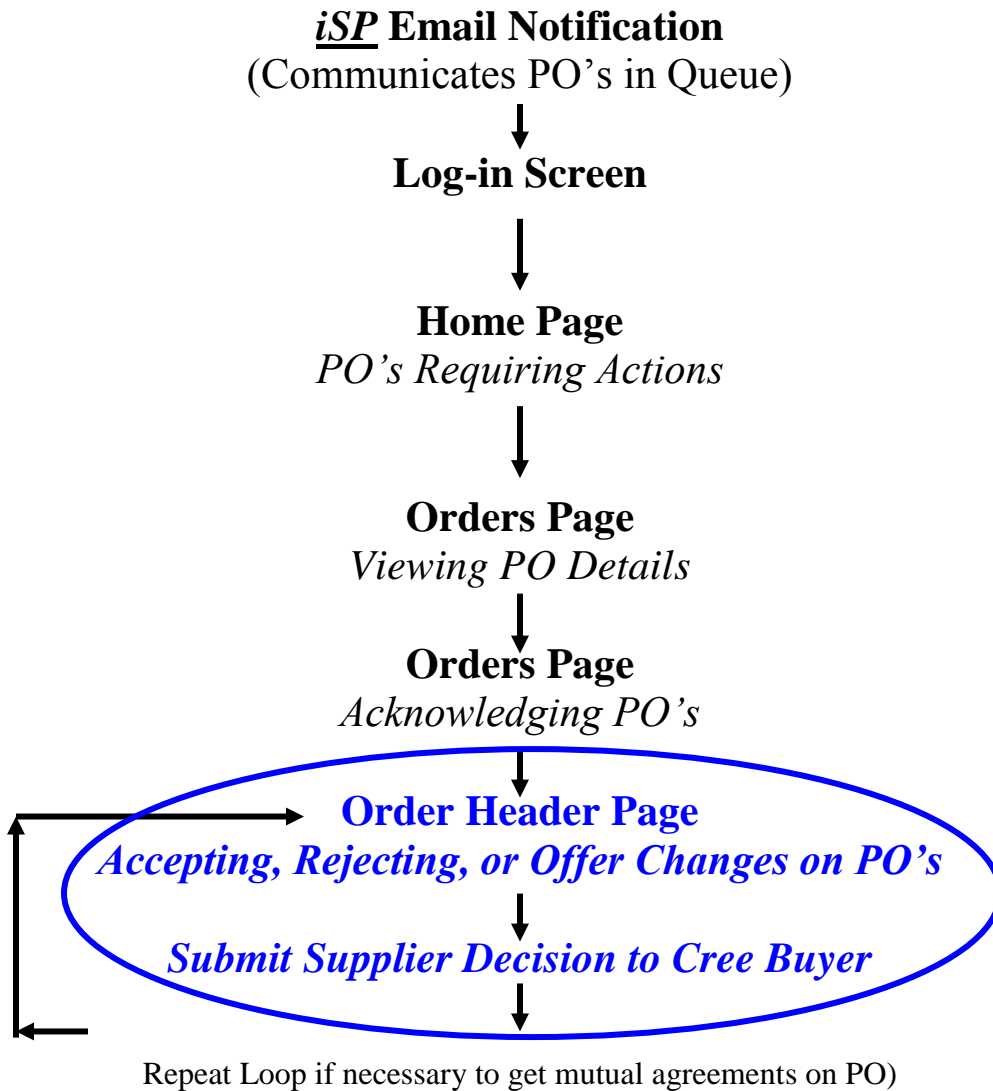 iSP Email Notification
(Communicates PO’s in Queue)
Log-in Screen
Home Page
PO’s Requiring Actions
Orders Page
Viewing PO Details
Orders Page
Acknowledging PO’s
Order Header Page
Accepting, Rejecting, or Offer Changes on PO’s
Submit Supplier Decision to Cree Buyer
Repeat Loop if necessary to get mutual agreements on PO)